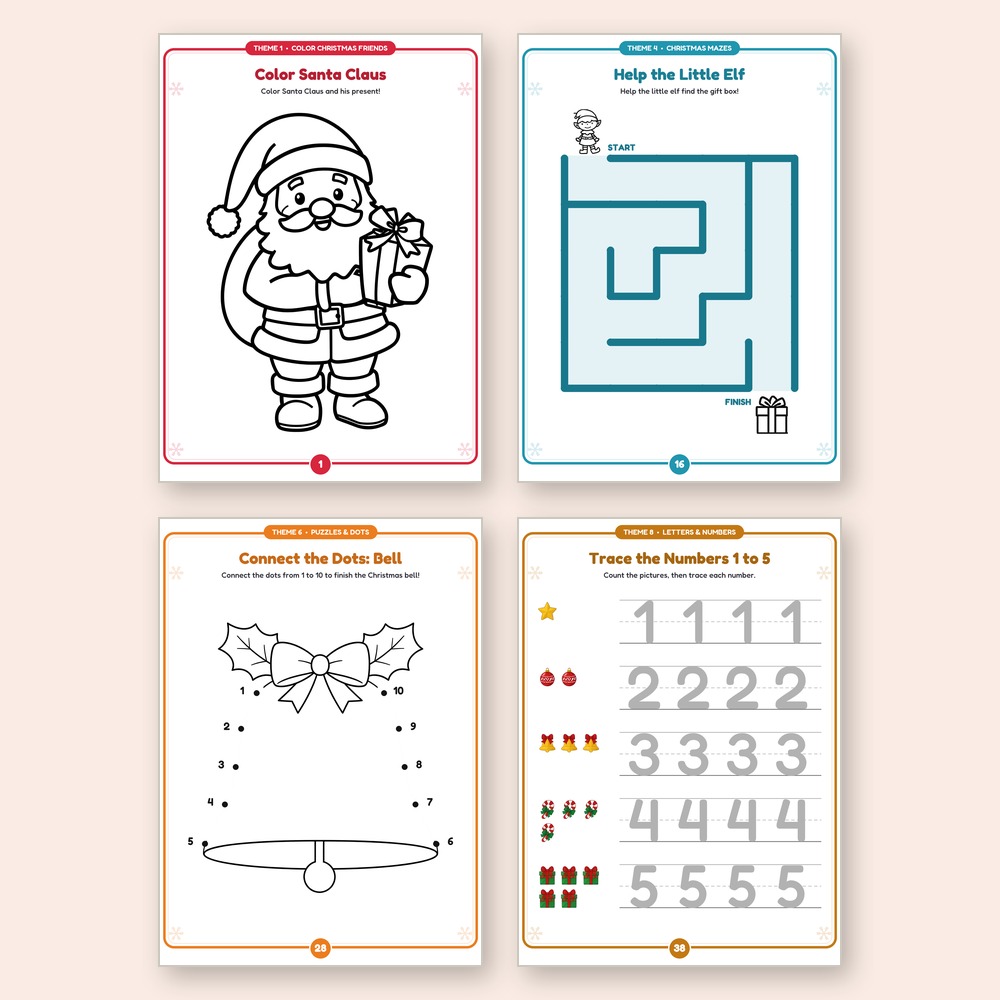 THEME 1 • COLOR CHRISTMAS FRIENDS
Color Santa Claus
Color Santa Claus and his present!
1
THEME 4 • CHRISTMAS MAZES
Help the Little Elf
Help the little elf find the gift box!
START
FINISH
16
THEME 6 • PUZZLES & DOTS
Connect the Dots: Bell
Connect the dots from 1 to 10 to finish the Christmas bell!
1 10
2 9
3 8
4 7
5 6
28
THEME 8 • LETTERS & NUMBERS
Trace the Numbers 1 to 5
Count the pictures, then trace each number.
1 1 1 1
2 2 2 2
3 3 3 3
4 4 4 4
5 5 5 5
38